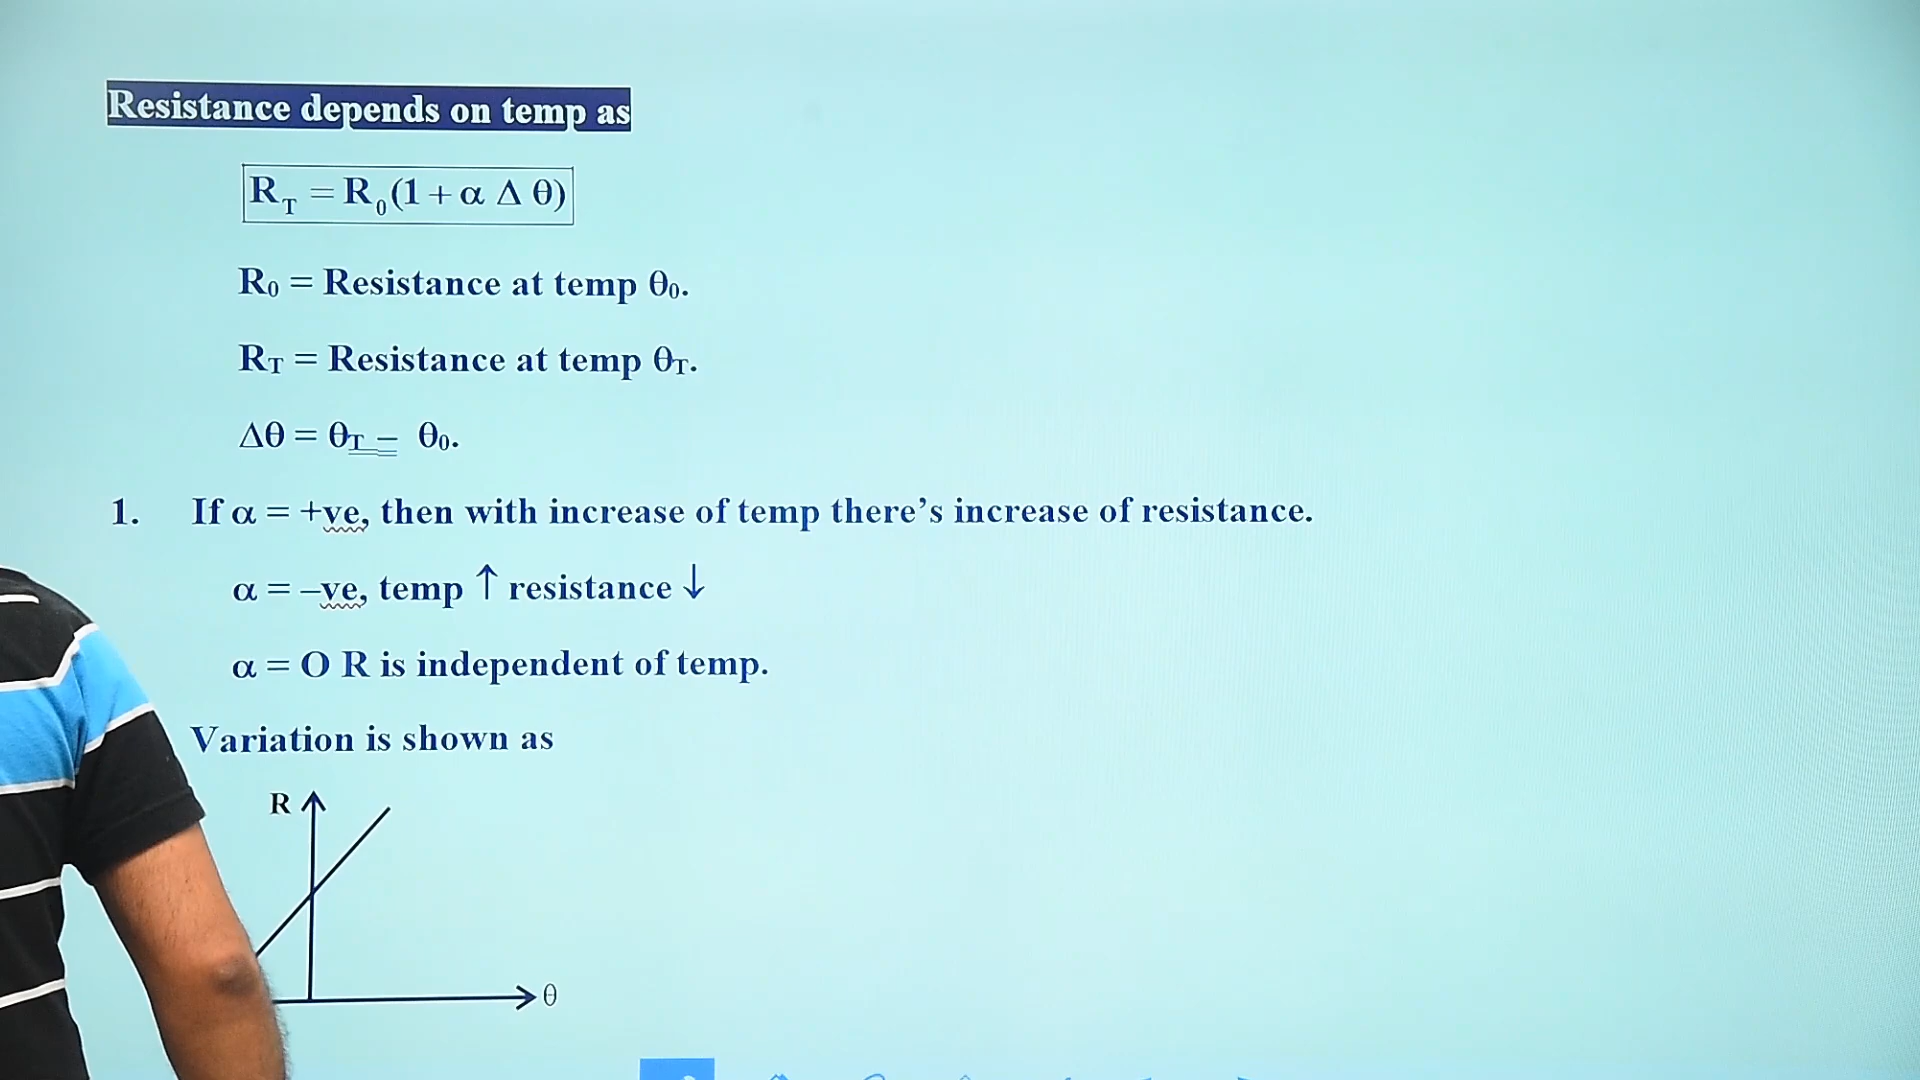 Resistance depends on temp as
R_T = R_0(1 + α Δ θ)
R₀ = Resistance at temp θ₀.
R_T = Resistance at temp θ_T.
Δθ = θ_T – θ₀.
1. If α = +ve, then with increase of temp there’s increase of resistance.
α = –ve, temp ↑ resistance ↓
α = O R is independent of temp.
Variation is shown as
R
θ